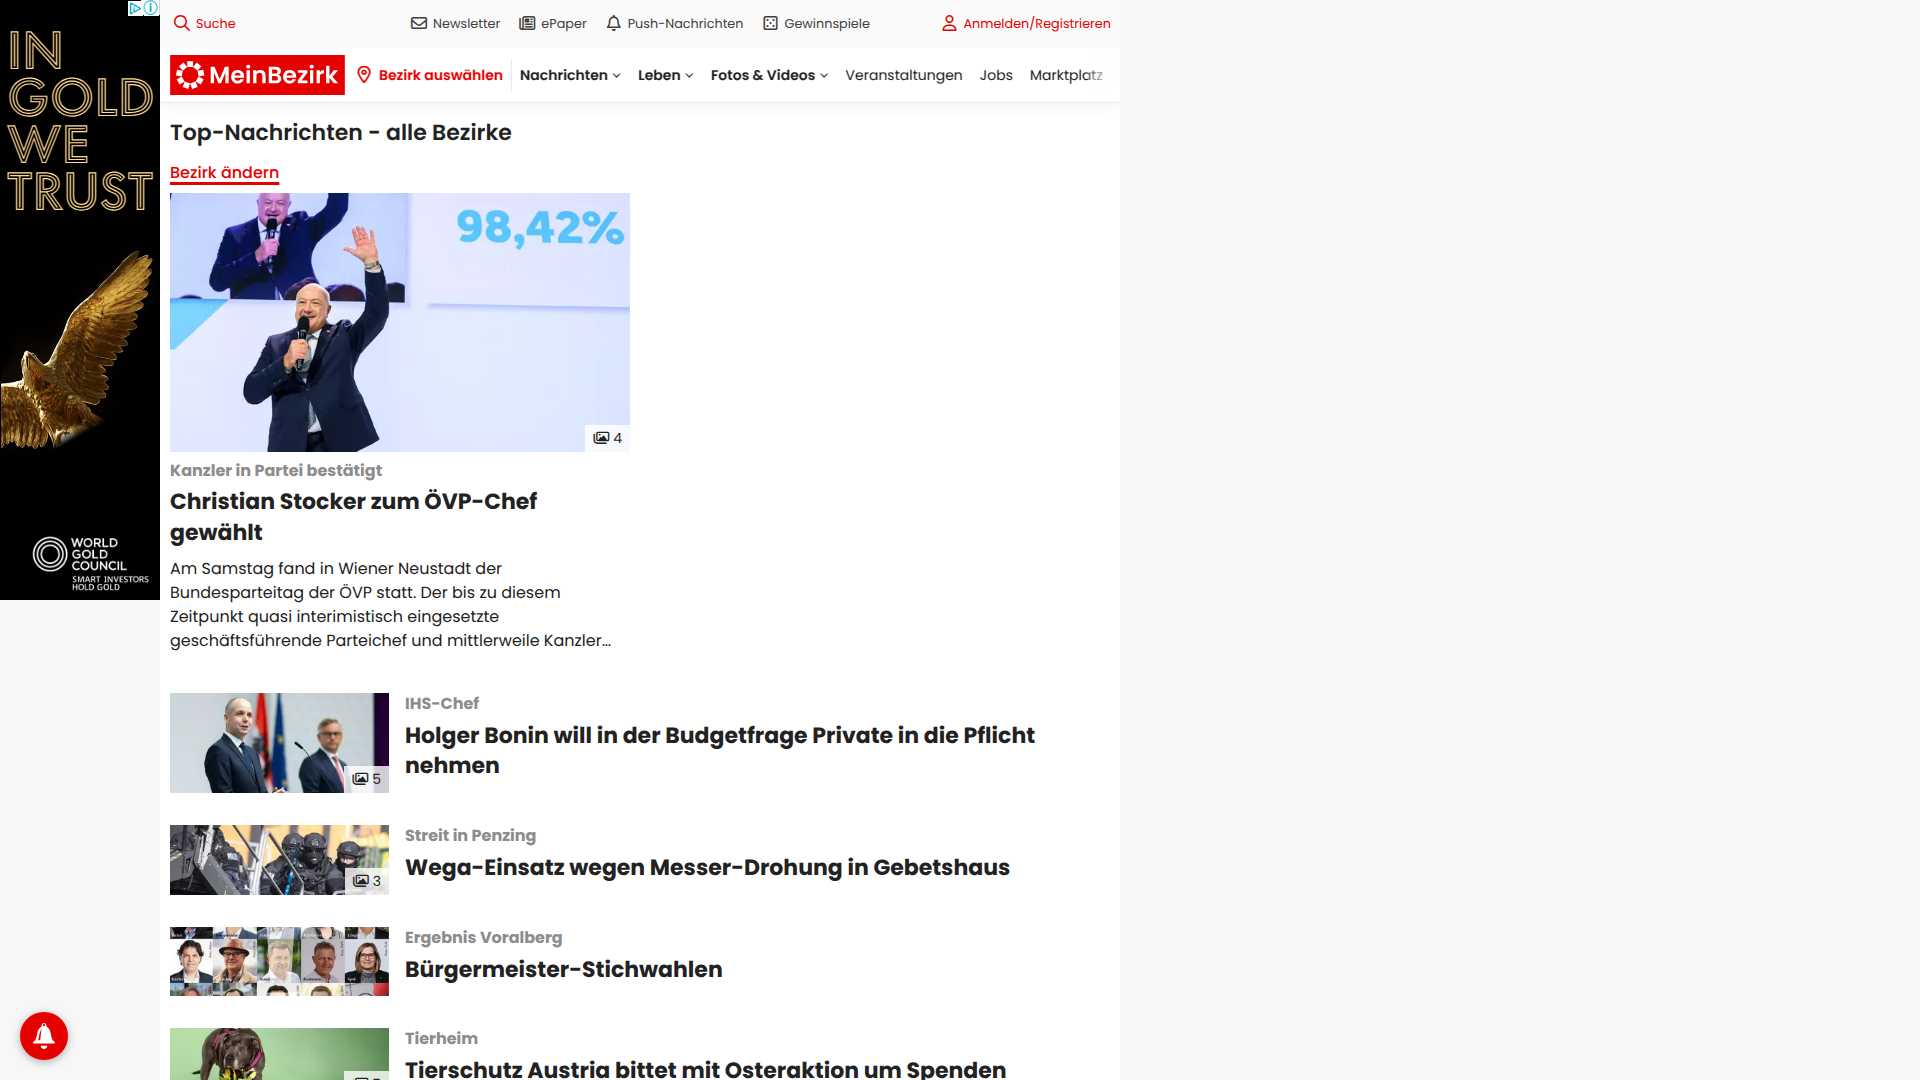 IN
GOLD
WE
TRUST
WORLD
GOLD
COUNCIL
SMART INVESTORS
HOLD GOLD
Suche
Newsletter
ePaper
Push-Nachrichten
Gewinnspiele
Anmelden/Registrieren
MeinBezirk
Bezirk auswählen
Nachrichten
Leben
Fotos & Videos
Veranstaltungen
Jobs
Marktplatz
Top-Nachrichten - alle Bezirke
Bezirk ändern
98,42%
4
Kanzler in Partei bestätigt
Christian Stocker zum ÖVP-Chef
gewählt
Am Samstag fand in Wiener Neustadt der
Bundesparteitag der ÖVP statt. Der bis zu diesem
Zeitpunkt quasi interimistisch eingesetzte
geschäftsführende Parteichef und mittlerweile Kanzler...
5
IHS-Chef
Holger Bonin will in der Budgetfrage Private in die Pflicht
nehmen
3
Streit in Penzing
Wega-Einsatz wegen Messer-Drohung in Gebetshaus
Ergebnis Voralberg
Bürgermeister-Stichwahlen
Tierheim
Tierschutz Austria bittet mit Osteraktion um Spenden